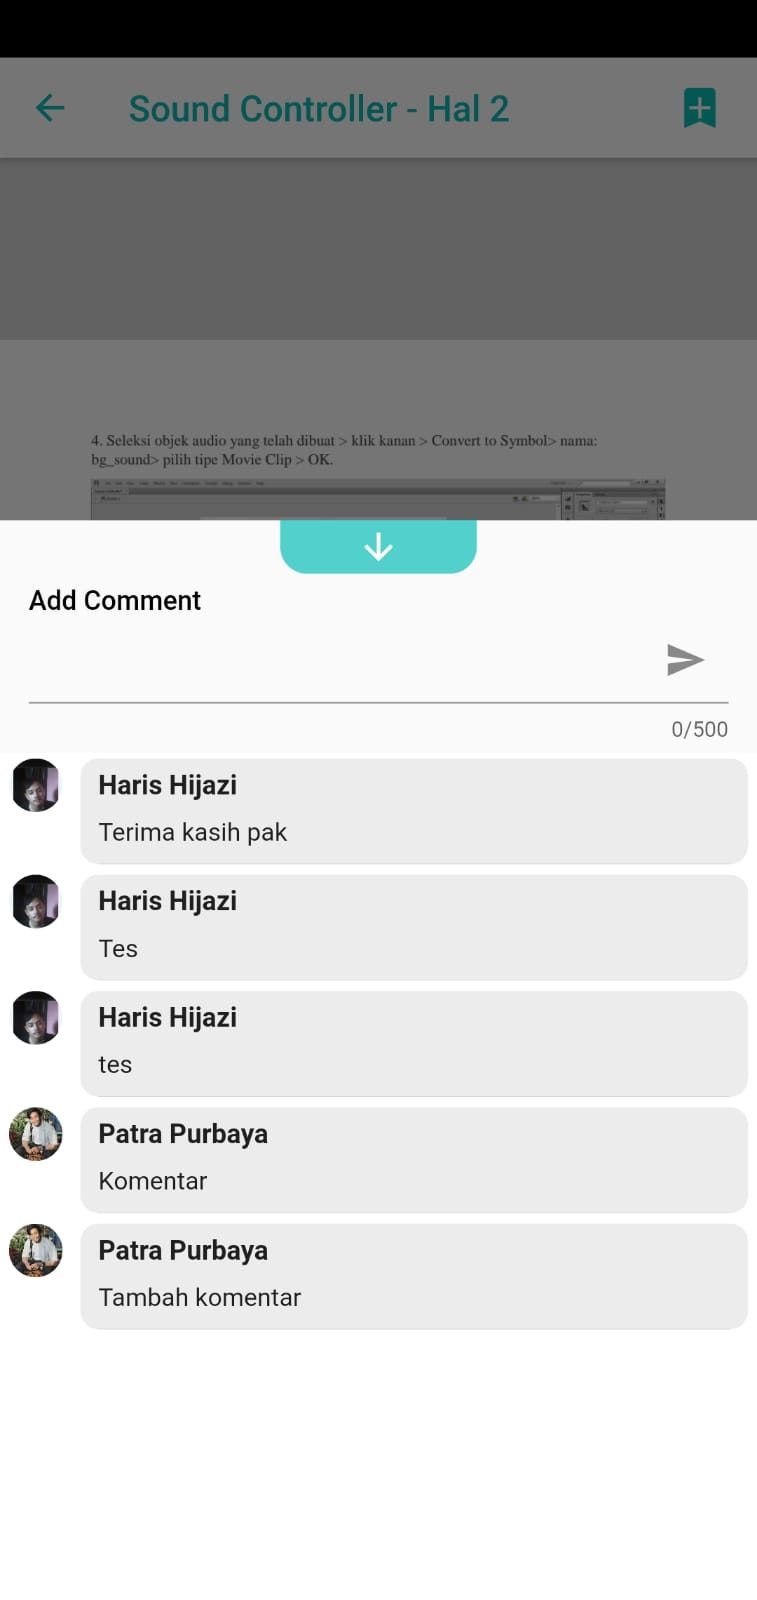 Sound Controller - Hal 2
4. Seleksi objek audio yang telah dibuat > klik kanan > Convert to Symbol> nama:
bg_sound> pilih tipe Movie Clip > OK.
Add Comment
0/500
Haris Hijazi
Terima kasih pak
Haris Hijazi
Tes
Haris Hijazi
tes
Patra Purbaya
Komentar
Patra Purbaya
Tambah komentar